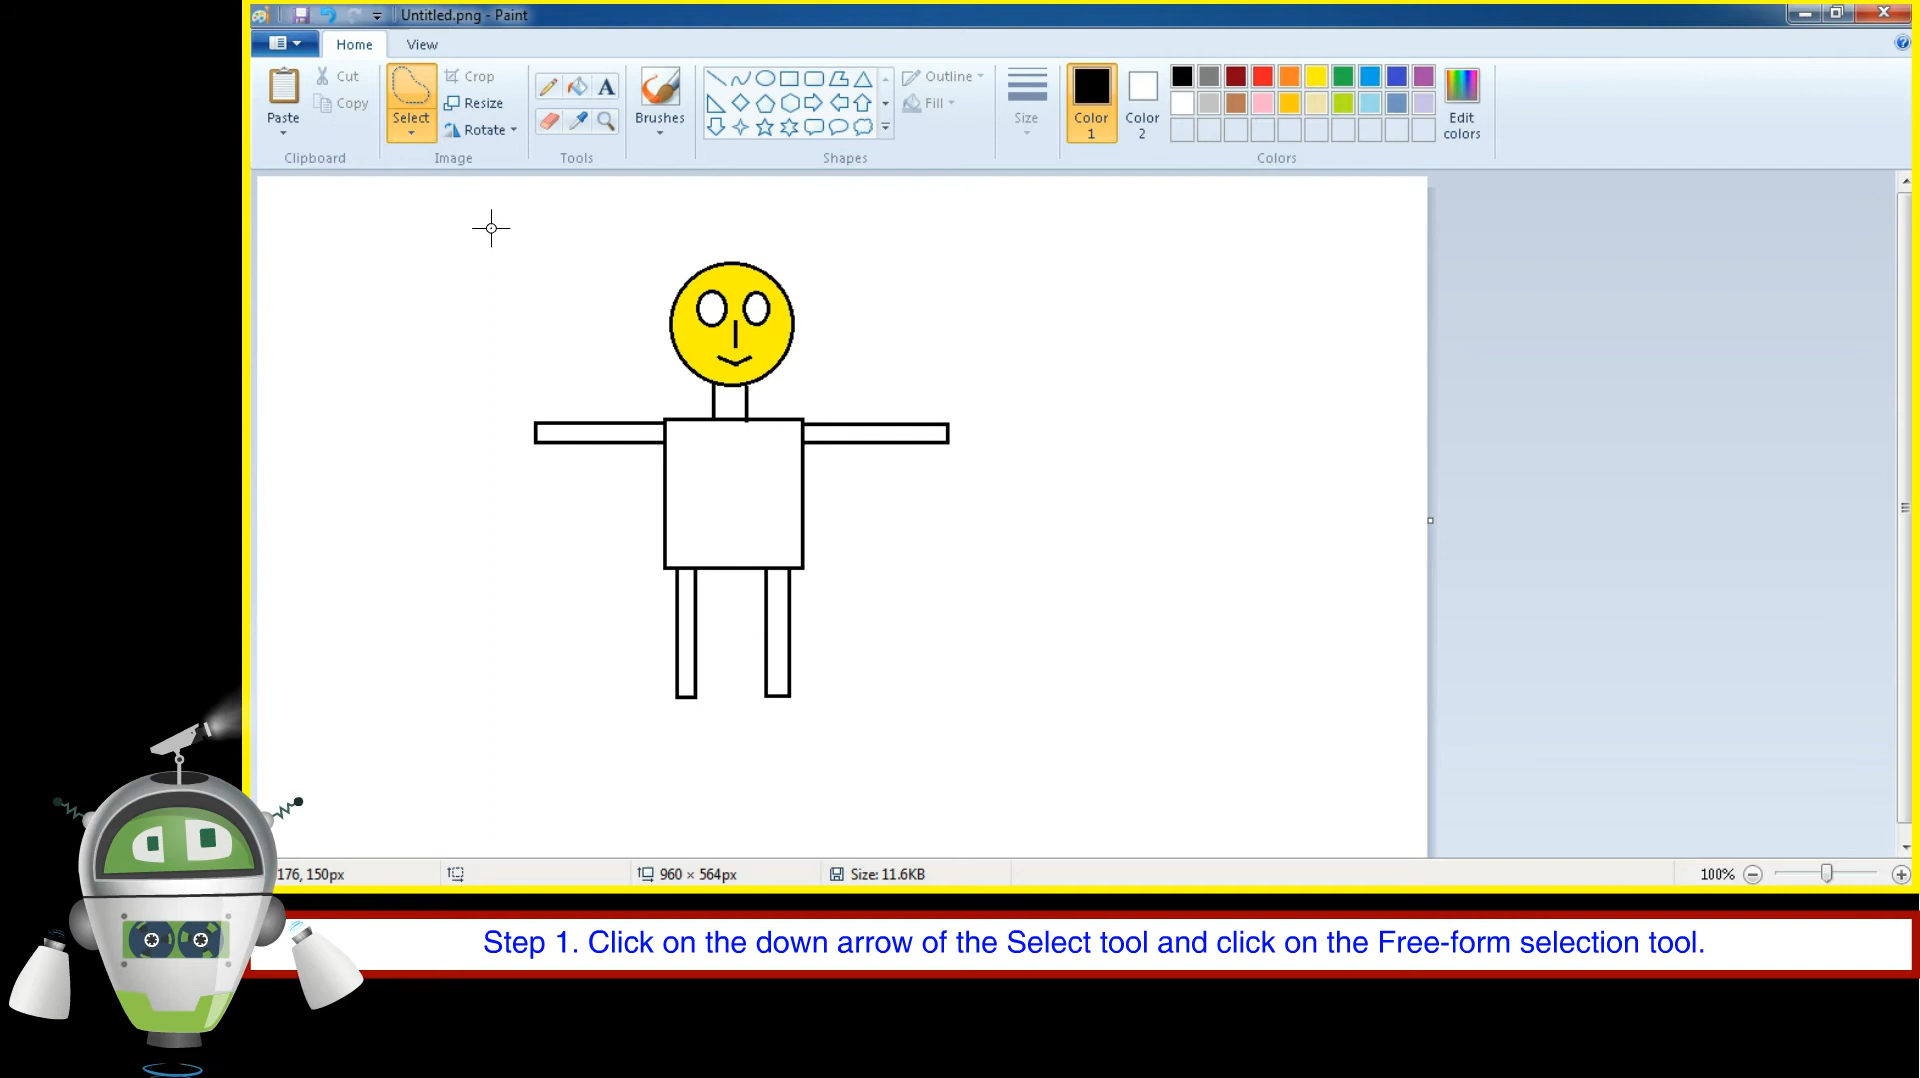 Untitled.png - Paint
Home
View
Paste
Cut
Copy
Clipboard
Select
Crop
Resize
Rotate
Image
A
Tools
Brushes
Shapes
Outline
Fill
Size
Color 1
Color 2
Edit colors
Colors
176, 150px
960 × 564px
Size: 11.6KB
100%
Step 1. Click on the down arrow of the Select tool and click on the Free-form selection tool.